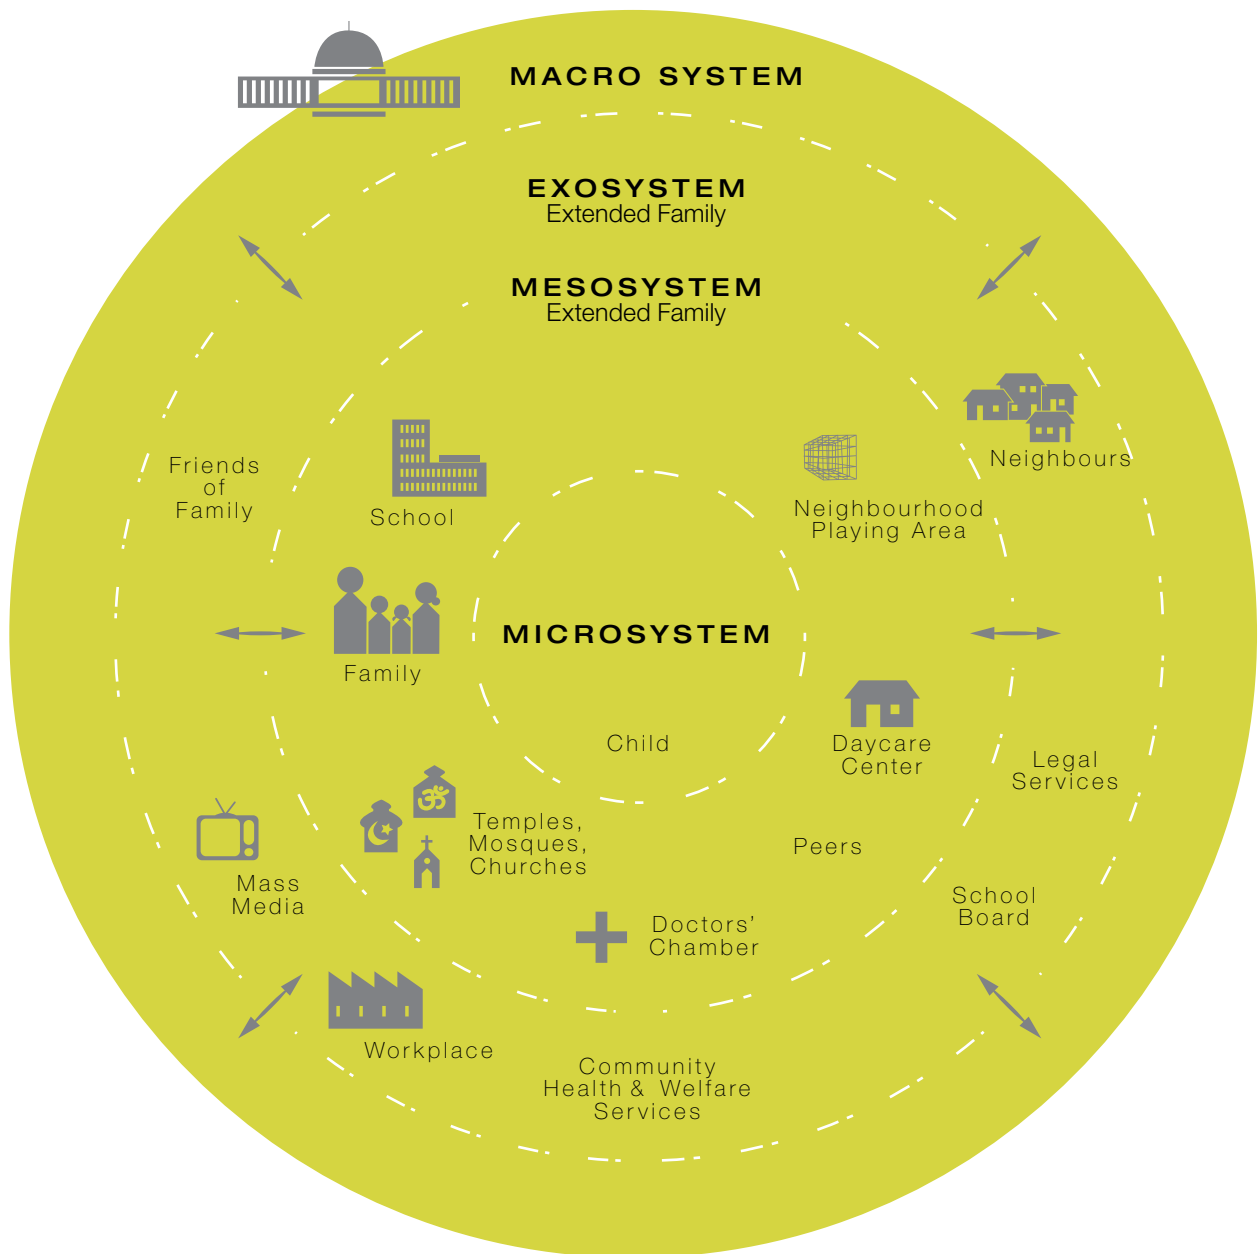 MACRO SYSTEM
EXOSYSTEM
Extended Family
MESOSYSTEM
Extended Family
Friends
of
Family
School
Neighbourhood
Playing Area
Neighbours
MICROSYSTEM
Family
Child
Daycare
Center
Legal
Services
Temples,
Mosques,
Churches
Peers
Mass
Media
School
Board
Doctors’
Chamber
Workplace
Community
Health & Welfare
Services
ॐ